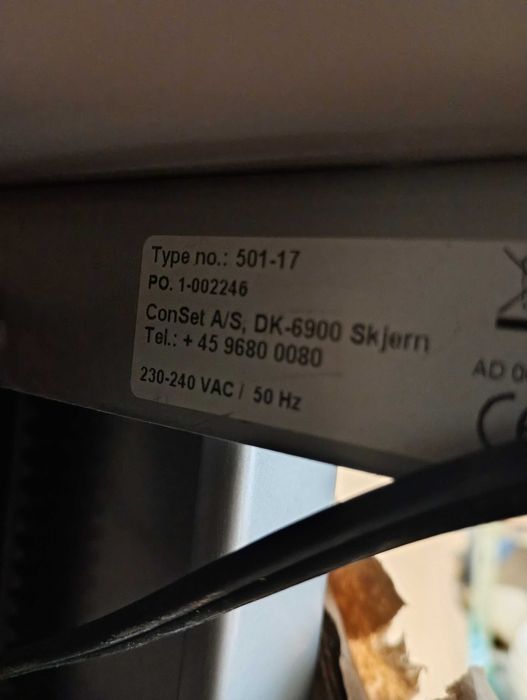 Type no.: 501-17
PO. 1-002246
ConSet A/S, DK-6900 Skjern
Tel.: + 45 9680 0080
230-240 VAC / 50 Hz
AD